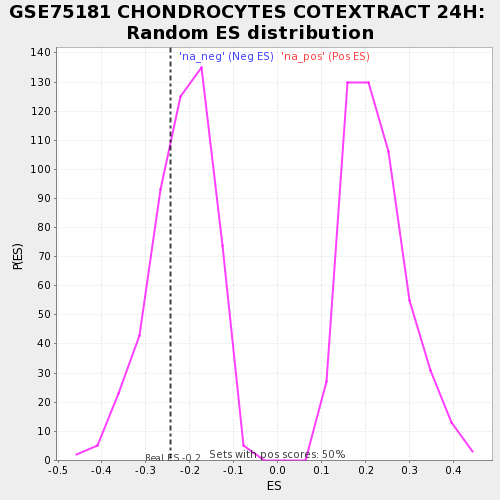 GSE75181 CHONDROCYTES COTEXTRACT 24H:
Random ES distribution
'na_neg' (Neg ES) 'na_pos' (Pos ES)
140
130
120
110
100
90
80
70
60
50
40
30
20
10
0
P(ES)
Real ES -0.2
Sets with pos scores: 50%
-0.5 -0.4 -0.3 -0.2 -0.1 0.0 0.1 0.2 0.3 0.4
ES